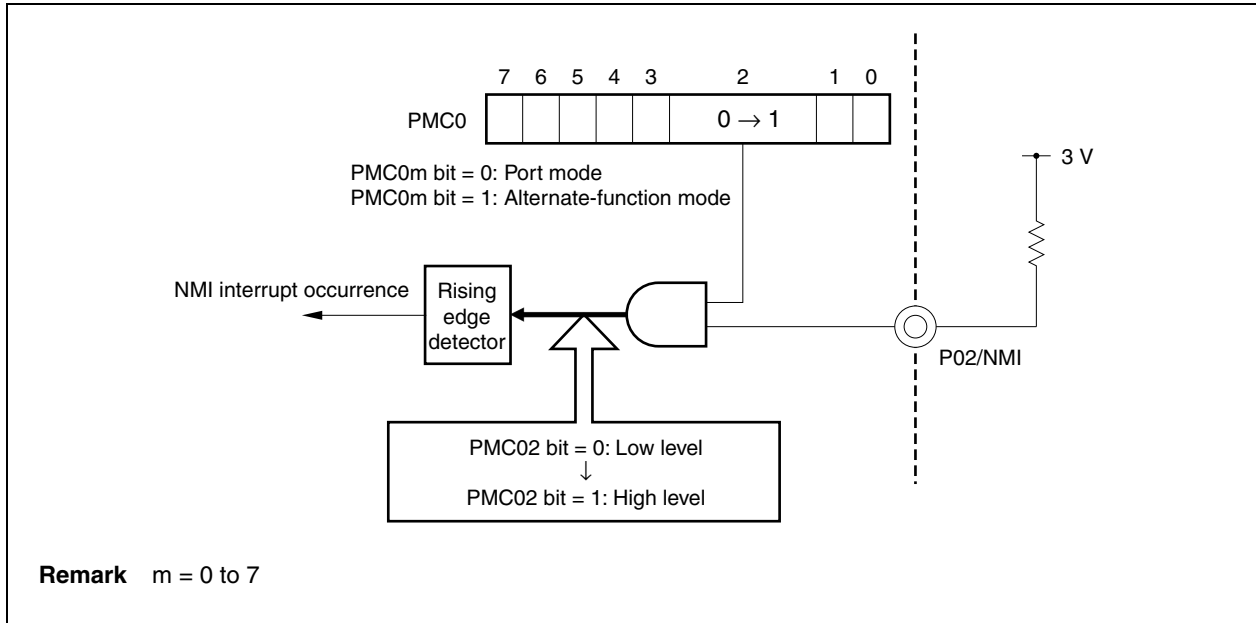 7 6 5 4 3 2 1 0
PMC0 0 → 1
3 V
PMC0m bit = 0: Port mode
PMC0m bit = 1: Alternate-function mode
NMI interrupt occurrence
Rising
edge
detector
P02/NMI
PMC02 bit = 0: Low level
↓
PMC02 bit = 1: High level
Remark m = 0 to 7